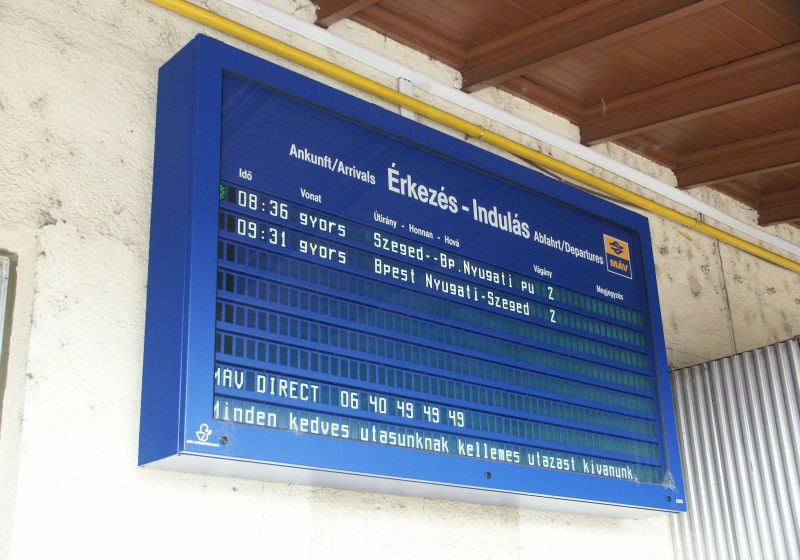 Ankunft/Arrivals Érkezés - Indulás Abfahrt/Departures
MÁV
Idő Vonat Útirány - Honnan - Hová Vágány Megjegyzés
08:36 gyors Szeged--Bp.Nyugati pu 2
09:31 gyors Bpest Nyugati-Szeged 2
MÁV DIRECT 06 40 49 49 49
Minden kedves utasunknak kellemes utazast kivanunk